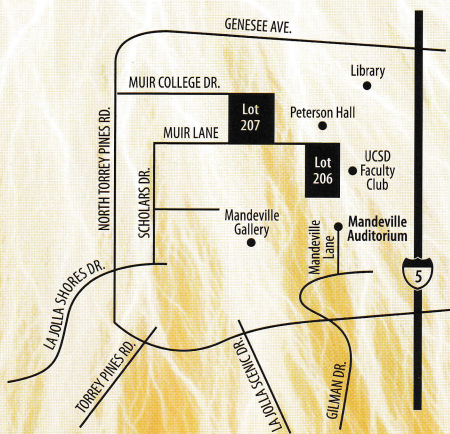 GENESEE AVE.
Library
MUIR COLLEGE DR.
Lot
207
Peterson Hall
MUIR LANE
NORTH TORREY PINES RD.
SCHOLARS DR.
Lot
206
UCSD
Faculty
Club
Mandeville
Gallery
Mandeville
Lane
Mandeville
Auditorium
5
LA JOLLA SHORES DR.
TORREY PINES RD.
LA JOLLA SCENIC DR.
GILMAN DR.